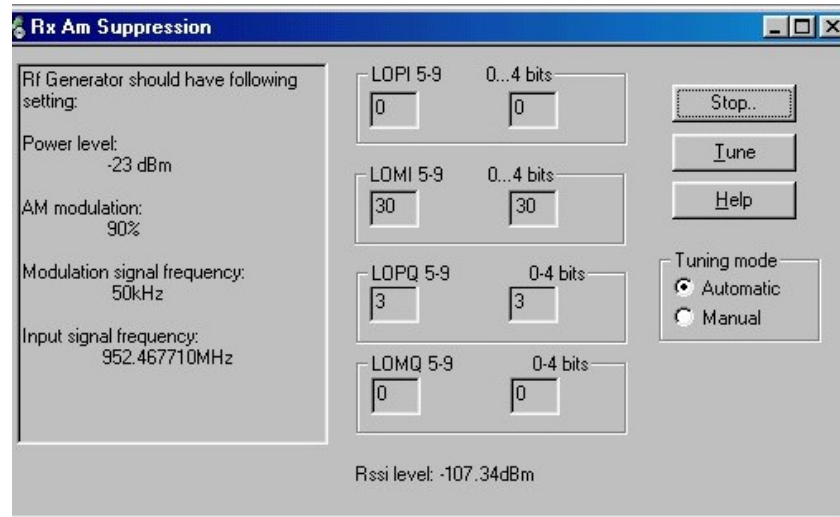 Rx Am Suppression
Rf Generator should have following
setting:
Power level:
-23 dBm
AM modulation:
90%
Modulation signal frequency:
50kHz
Input signal frequency:
952.467710MHz
LOPI 5-9 0...4 bits
0 0
LOMI 5-9 0...4 bits
30 30
LOPQ 5-9 0-4 bits
3 3
LOMQ 5-9 0-4 bits
0 0
Rssi level: -107.34dBm
Stop..
Tune
Help
Tuning mode
Automatic
Manual